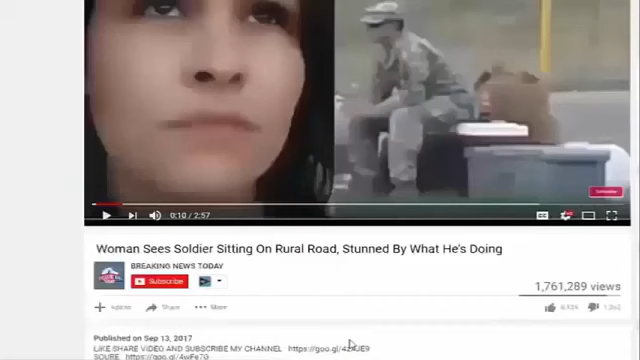 0:10 / 2:57
Woman Sees Soldier Sitting On Rural Road, Stunned By What He's Doing
BREAKING NEWS TODAY
Subscribe
1,761,289 views
Add to Share More
Published on Sep 13, 2017
LIKE SHARE VIDEO AND SUBSCRIBE MY CHANNEL